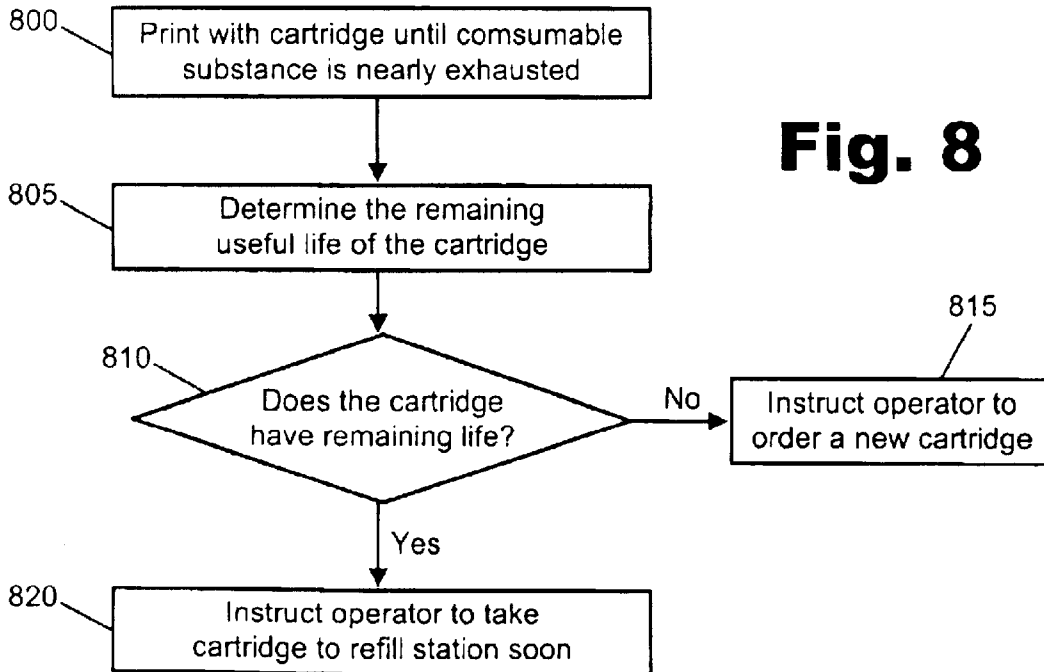 800
Print with cartridge until comsumable
substance is nearly exhausted
Fig. 8
805
Determine the remaining
useful life of the cartridge
815
810
Does the cartridge
have remaining life?
No
Instruct operator to
order a new cartridge
Yes
820
Instruct operator to take
cartridge to refill station soon